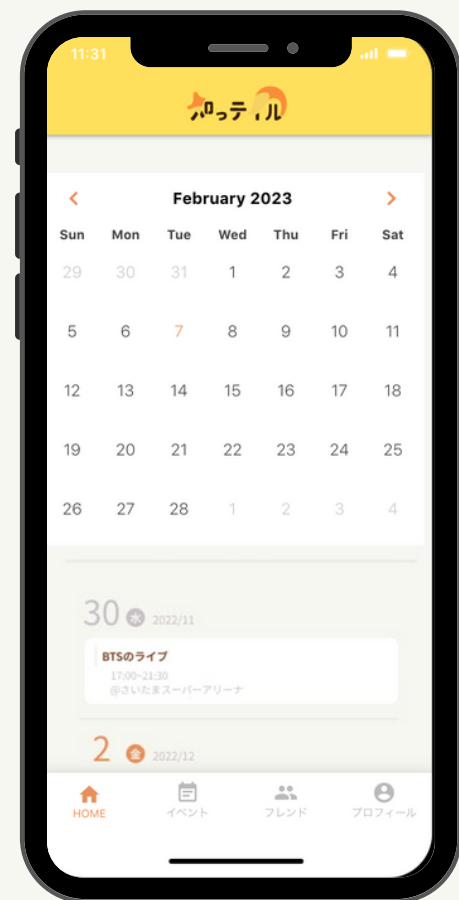 11:31
知っティル
February 2023
Sun Mon Tue Wed Thu Fri Sat
29 30 31 1 2 3 4
5 6 7 8 9 10 11
12 13 14 15 16 17 18
19 20 21 22 23 24 25
26 27 28 1 2 3 4
30 水 2022/11
BTSのライブ
17:00~21:30
@さいたまスーパーアリーナ
2 金 2022/12
HOME イベント フレンド プロフィール